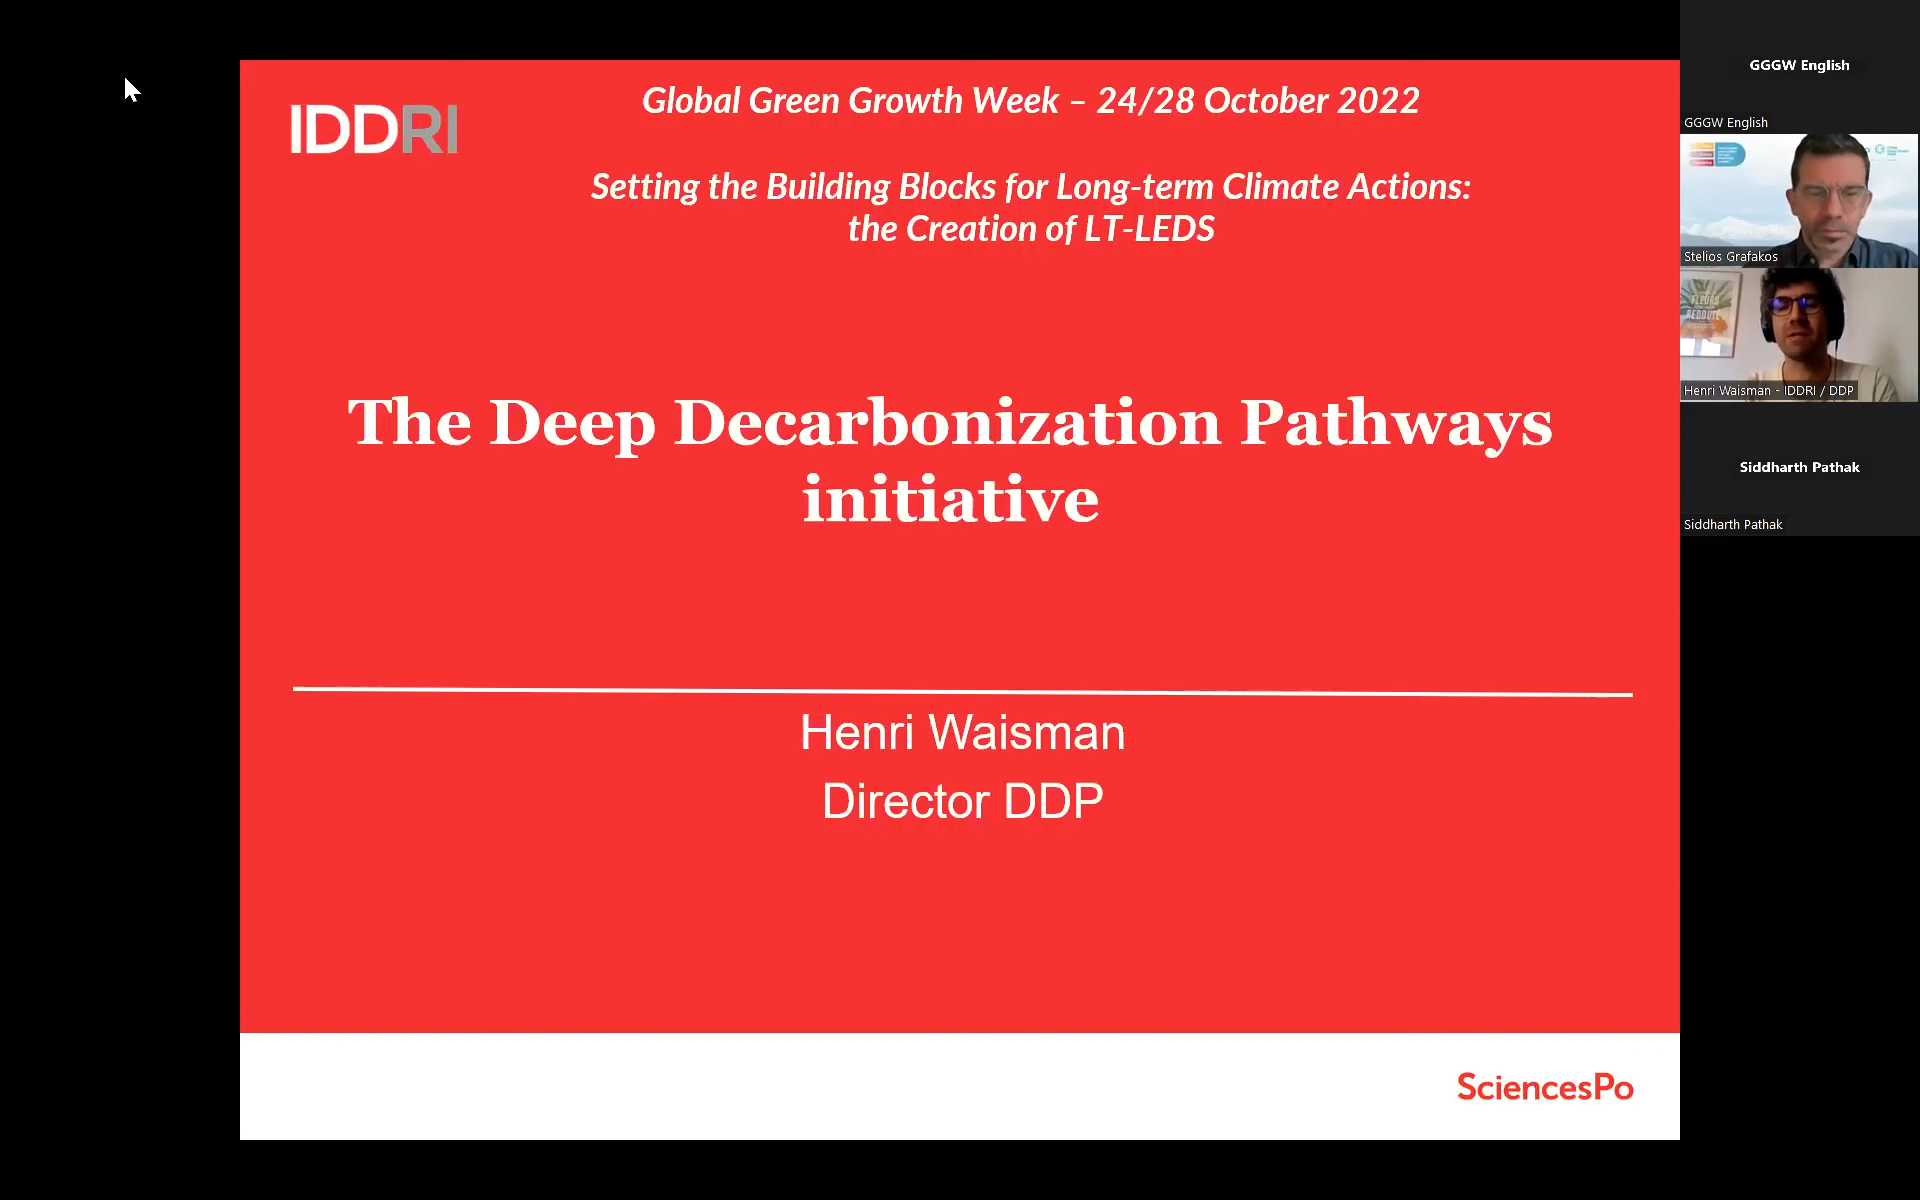 IDDRI
Global Green Growth Week – 24/28 October 2022
Setting the Building Blocks for Long-term Climate Actions:
the Creation of LT-LEDS
The Deep Decarbonization Pathways
initiative
Henri Waisman
Director DDP
SciencesPo
GGGW English
GGGW English
Stelios Grafakos
FLEURS
REDOUTÉ
Henri Waisman - IDDRI / DDP
Siddharth Pathak
Siddharth Pathak